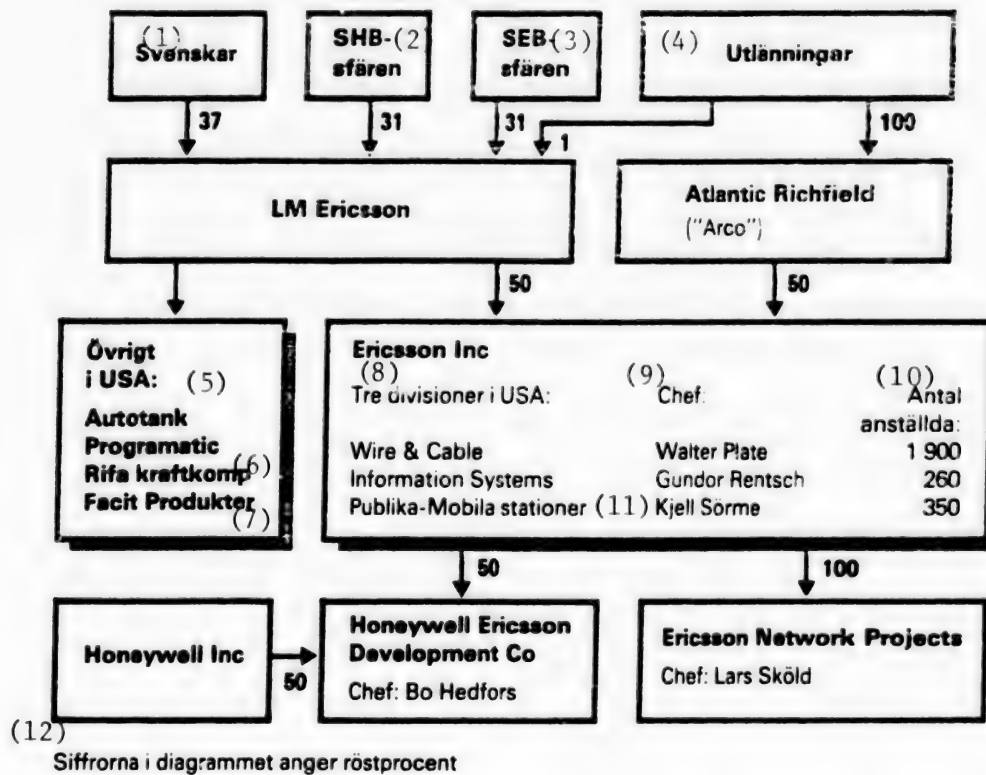 (1)
Svenskar
SHB-(2
sfären
SEB-(3)
sfären
(4)
Utlänningar
37
31
31
1
100
LM Ericsson
Atlantic Richfield
("Arco")
50
50
Övrigt
i USA: (5)
Autotank
Programatic
Rifa kraftkomp(6)
Facit Produkter
(7)
Ericsson Inc
(8) (9) (10)
Tre divisioner i USA: Chef: Antal
anställda:
Wire & Cable Walter Plate 1 900
Information Systems Gundor Rentsch 260
Publika-Mobila stationer (11) Kjell Sörme 350
50
100
Honeywell Inc
50
Honeywell Ericsson
Development Co
Chef: Bo Hedfors
Ericsson Network Projects
Chef: Lars Sköld
(12)
Siffrorna i diagrammet anger röstprocent